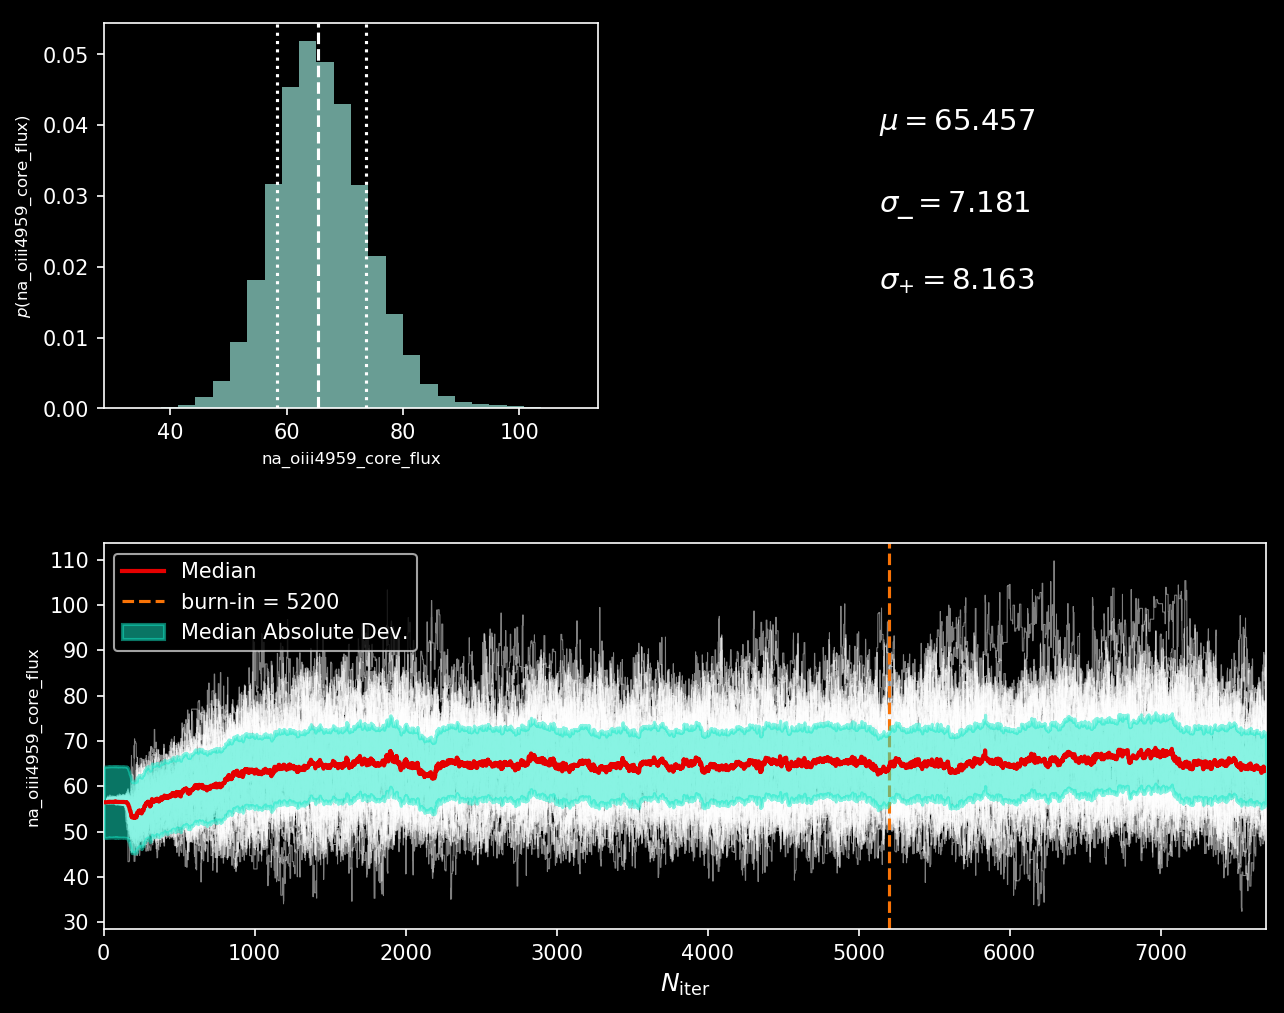 0.05
0.04
0.03
0.02
0.01
0.00
p(na_oiii4959_core_flux)
40 60 80 100
na_oiii4959_core_flux
μ = 65.457
σ₋ = 7.181
σ₊ = 8.163
110
100
90
80
70
60
50
40
30
na_oiii4959_core_flux
Median
burn-in = 5200
Median Absolute Dev.
0 1000 2000 3000 4000 5000 6000 7000
N_iter